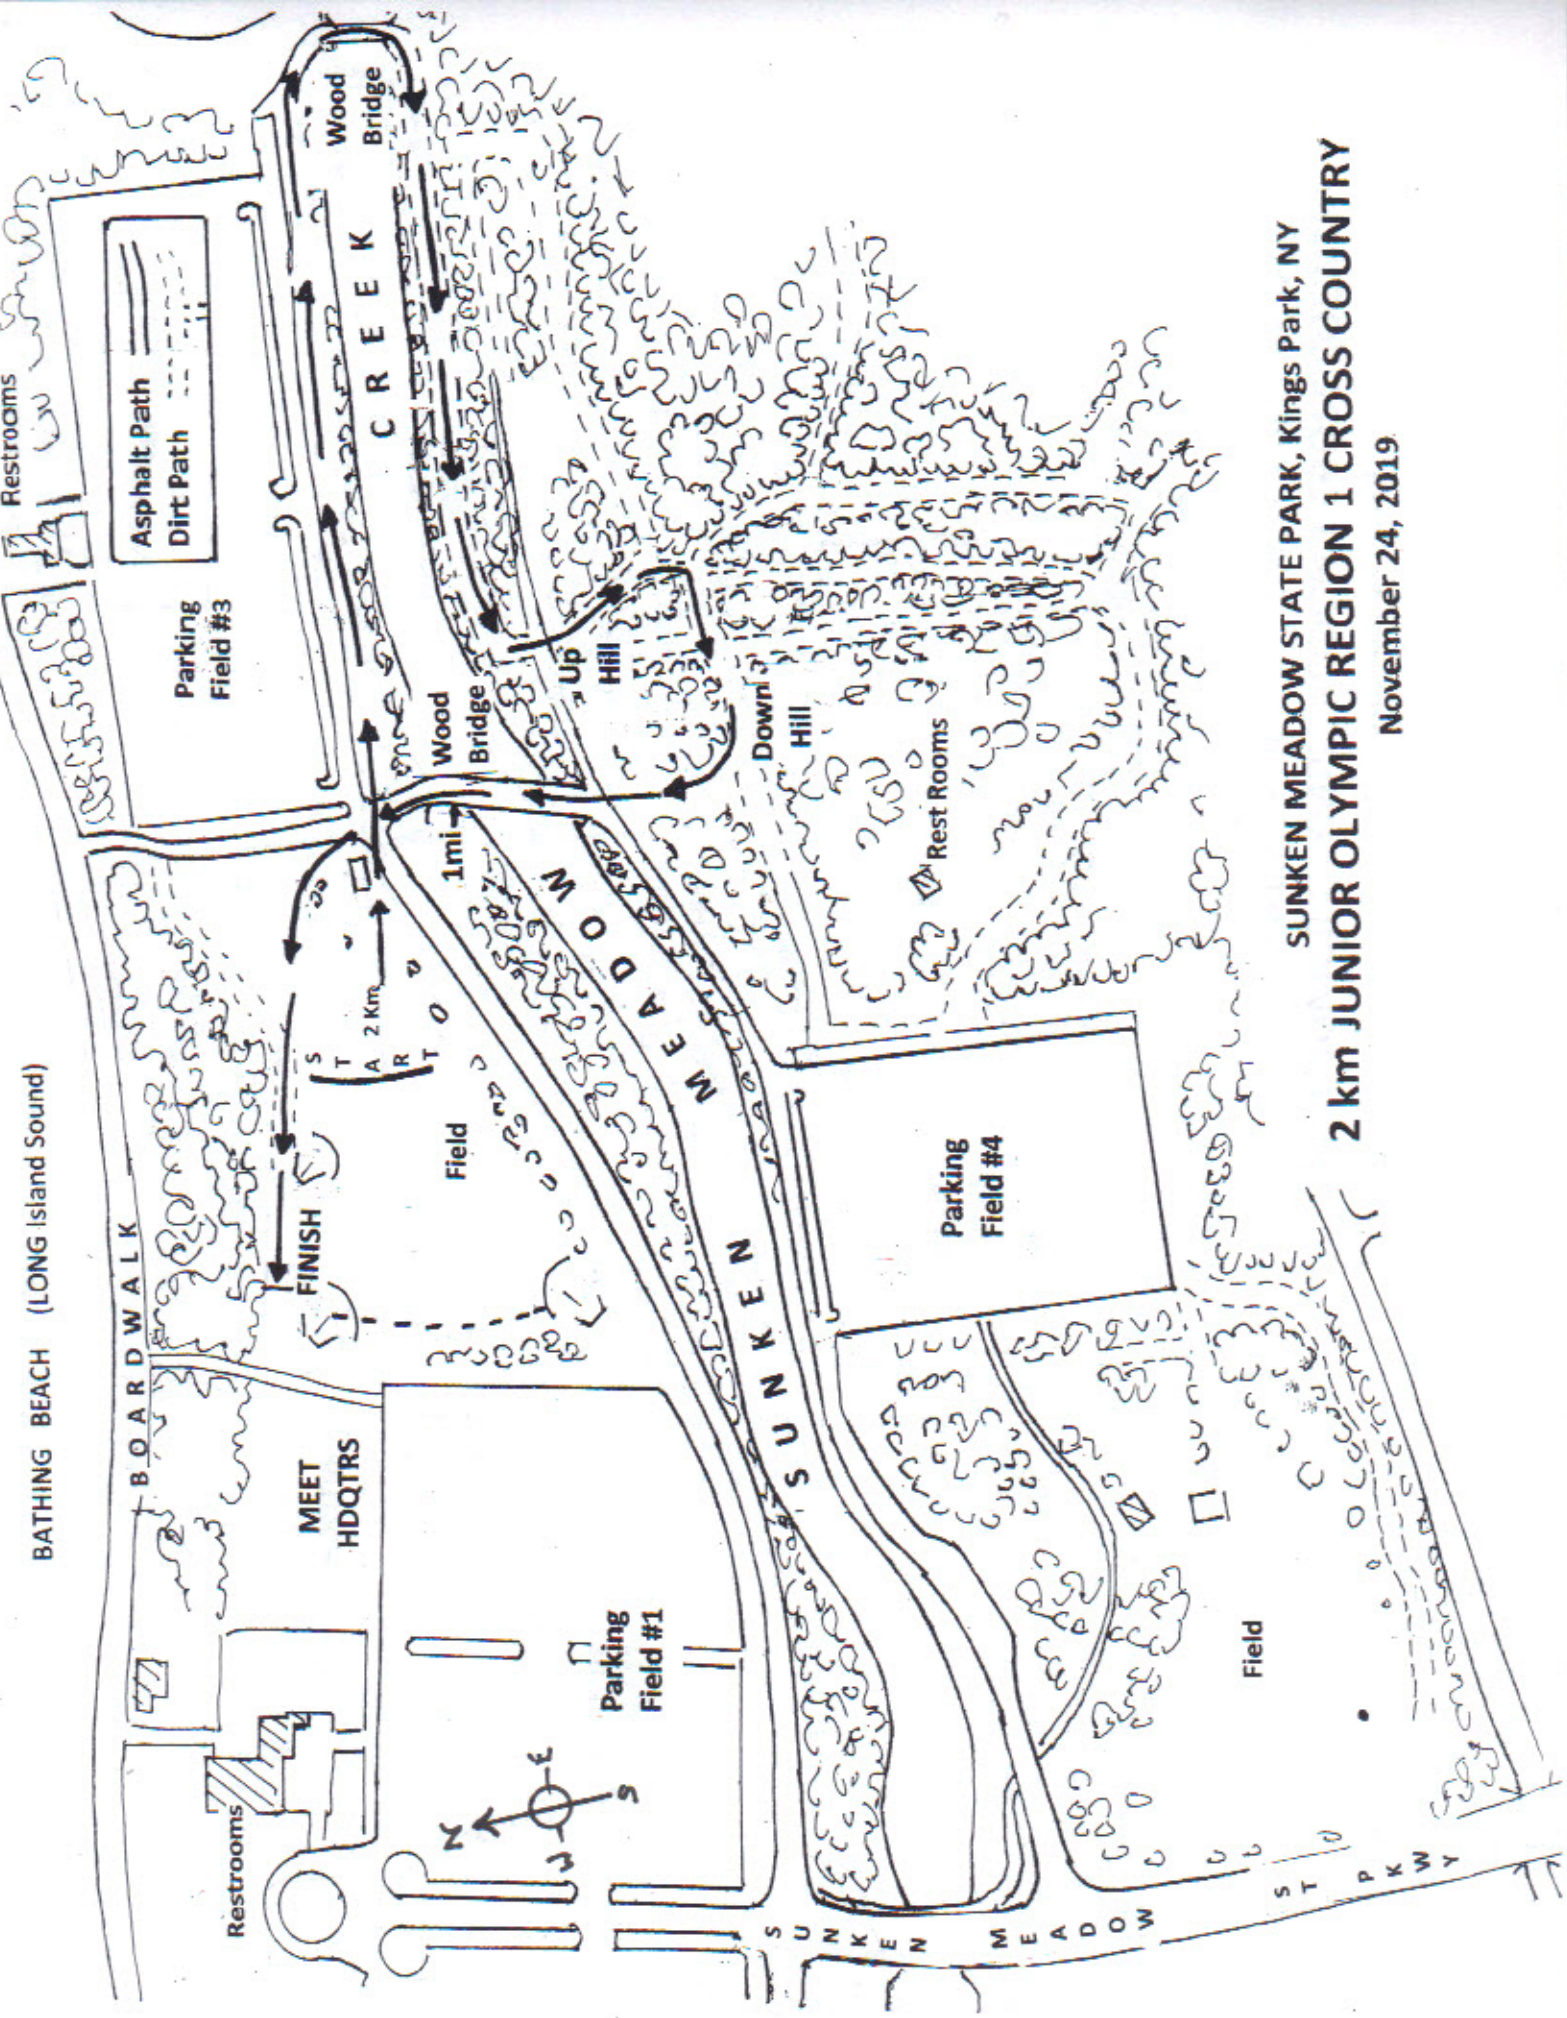 BATHING BEACH (LONG Island Sound)
BOARDWALK
Restrooms
Restrooms
MEET
HDQTRS
FINISH
START
2 Km
Field
Parking
Field #3
Asphalt Path
Dirt Path
Wood
Bridge
CREEK
Wood
Bridge
1mi
Up
Hill
Down
Hill
Rest Rooms
SUNKEN MEADOW
Parking
Field #1
N
W
E
S
Parking
Field #4
Field
SUNKEN MEADOW ST PKWY
SUNKEN MEADOW STATE PARK, Kings Park, NY
2 km JUNIOR OLYMPIC REGION 1 CROSS COUNTRY
November 24, 2019